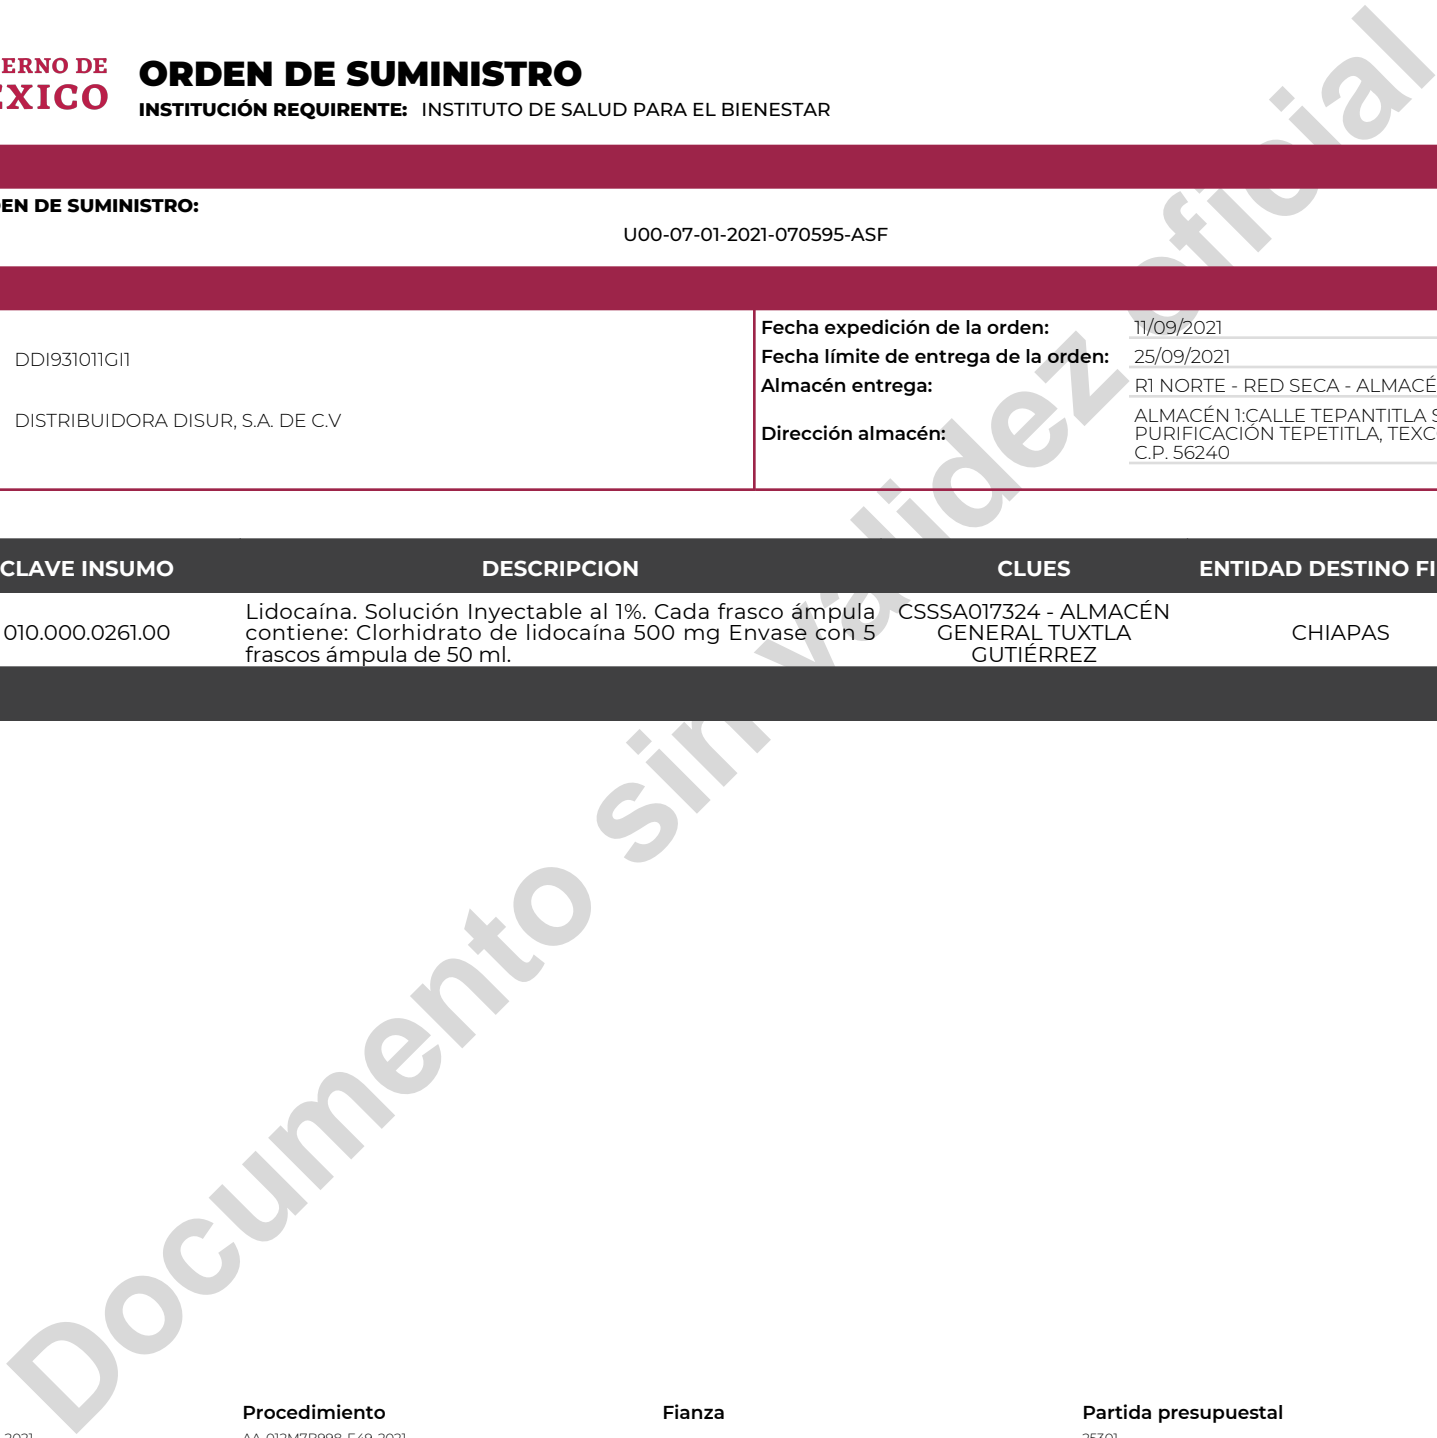 ERNO DE
EXICO
ORDEN DE SUMINISTRO
INSTITUCIÓN REQUIRENTE: INSTITUTO DE SALUD PARA EL BIENESTAR
EN DE SUMINISTRO:
U00-07-01-2021-070595-ASF
DDI931011GI1
DISTRIBUIDORA DISUR, S.A. DE C.V
Fecha expedición de la orden: 11/09/2021
Fecha límite de entrega de la orden: 25/09/2021
Almacén entrega: R1 NORTE - RED SECA - ALMACÉ
Dirección almacén:
ALMACÉN 1:CALLE TEPANTITLA S
PURIFICACIÓN TEPETITLA, TEXC
C.P. 56240
CLAVE INSUMO DESCRIPCION CLUES ENTIDAD DESTINO FI
010.000.0261.00
Lidocaína. Solución Inyectable al 1%. Cada frasco ámpula
contiene: Clorhidrato de lidocaína 500 mg Envase con 5
frascos ámpula de 50 ml.
CSSSA017324 - ALMACÉN
GENERAL TUXTLA
GUTIÉRREZ
CHIAPAS
Documento sin validez oficial
Procedimiento Fianza Partida presupuestal